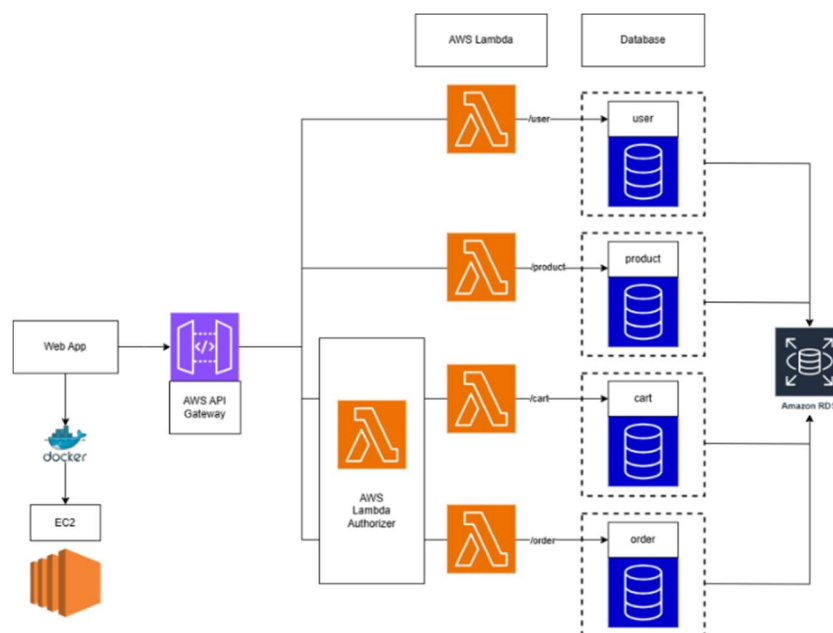 AWS Lambda
Database
/user
user
/product
product
Web App
AWS API
Gateway
Amazon RDS
/cart
cart
docker
AWS
Lambda
Authorizer
EC2
/order
order